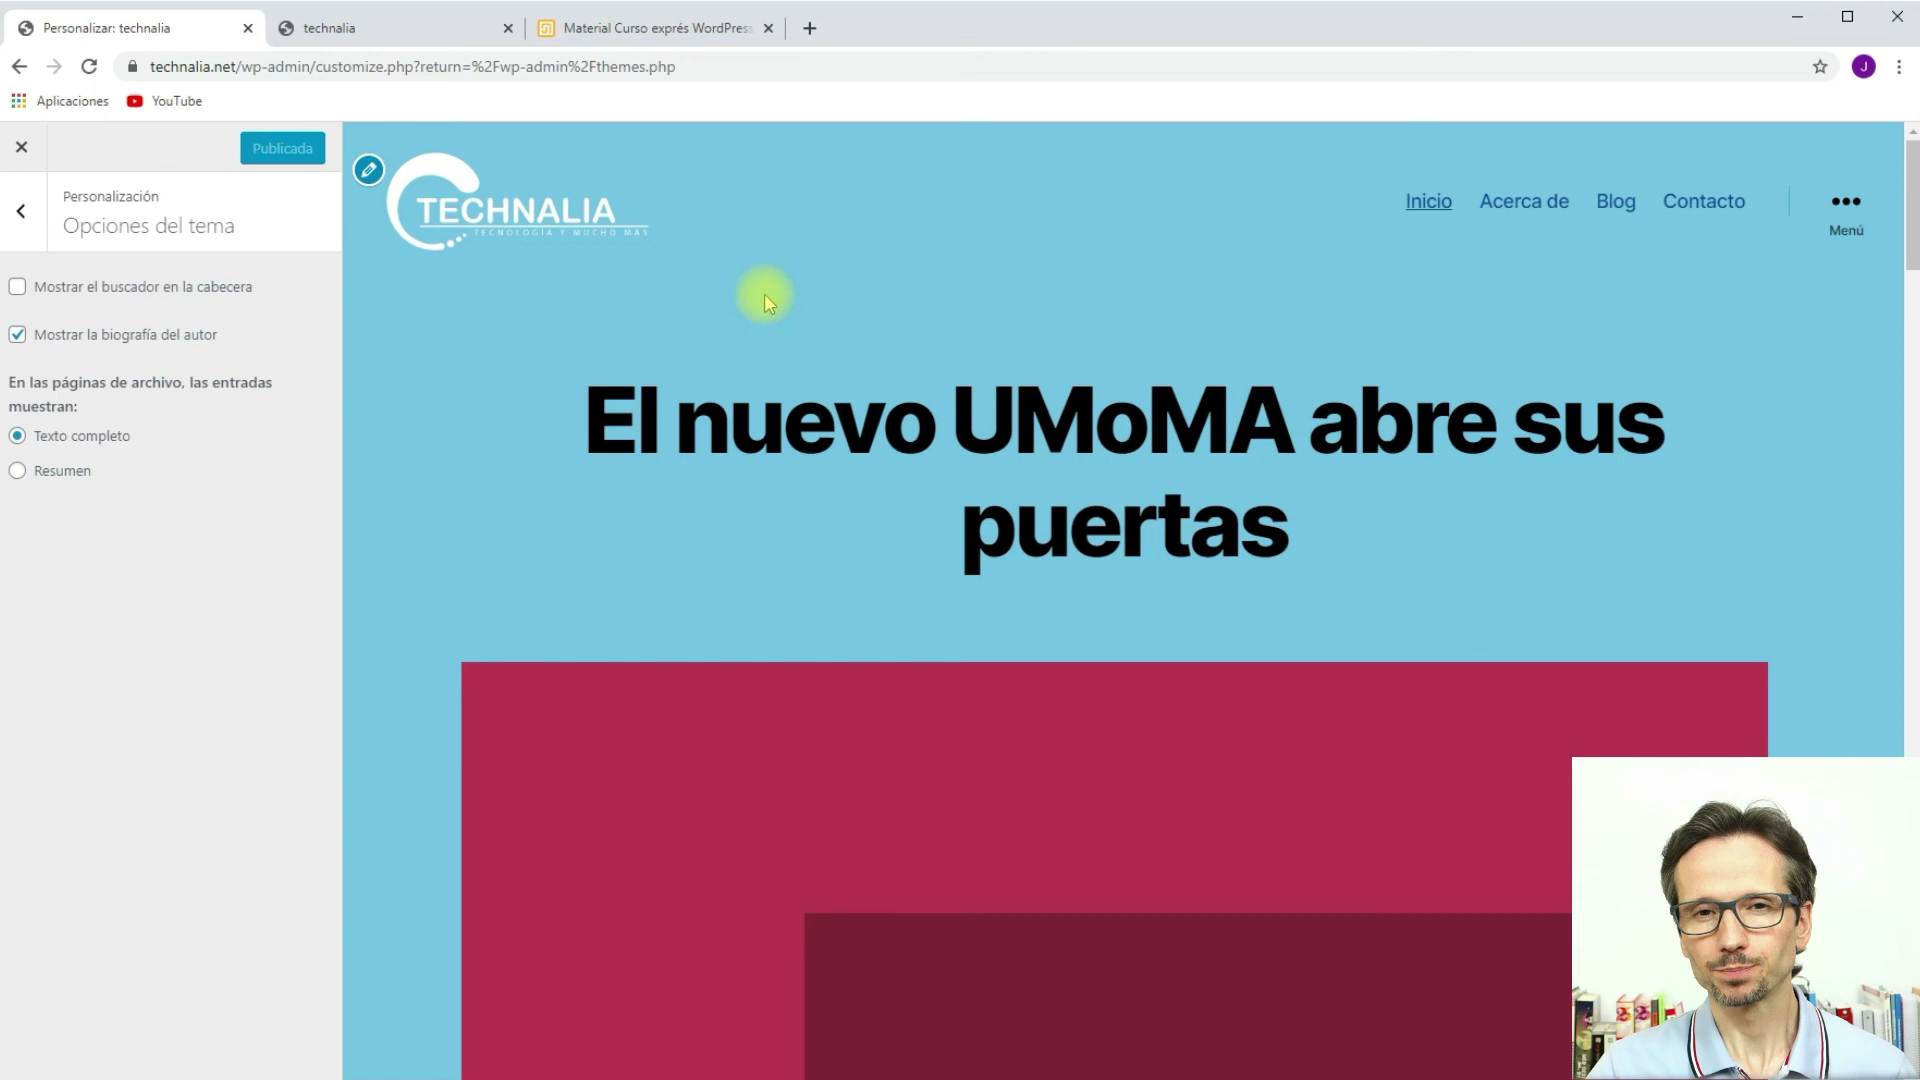 Personalizar: technalia
technalia
Material Curso exprés WordPress
technalia.net/wp-admin/customize.php?return=%2Fwp-admin%2Fthemes.php
J
Aplicaciones
YouTube
Publicada
Personalización
Opciones del tema
Mostrar el buscador en la cabecera
Mostrar la biografía del autor
En las páginas de archivo, las entradas
muestran:
Texto completo
Resumen
TECHNALIA
TECNOLOGÍA Y MUCHO MÁS
Inicio
Acerca de
Blog
Contacto
Menú
El nuevo UMoMA abre sus
puertas